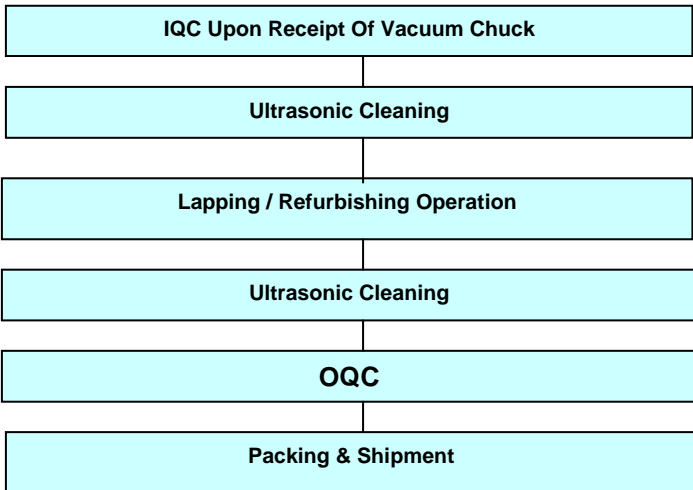 IQC Upon Receipt Of Vacuum Chuck
Ultrasonic Cleaning
Lapping / Refurbishing Operation
Ultrasonic Cleaning
OQC
Packing & Shipment